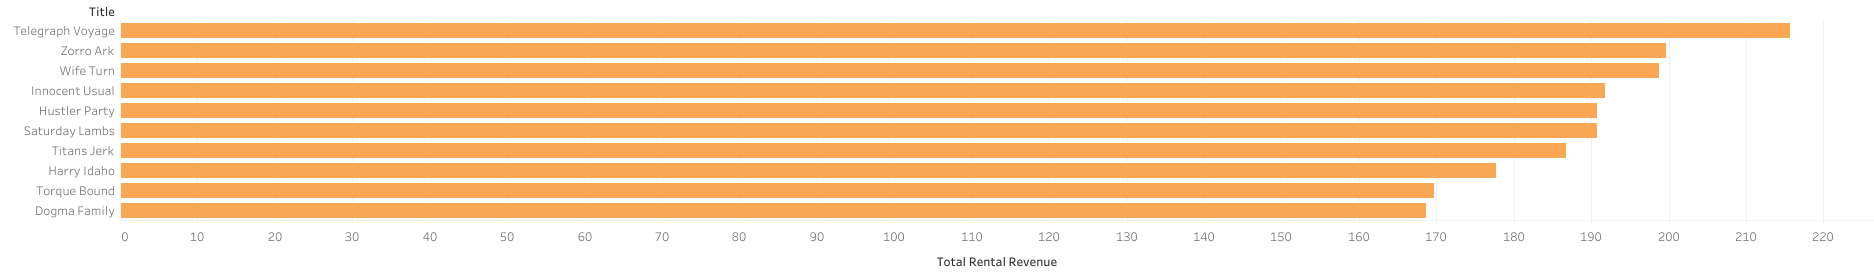 Title
Telegraph Voyage
Zorro Ark
Wife Turn
Innocent Usual
Hustler Party
Saturday Lambs
Titans Jerk
Harry Idaho
Torque Bound
Dogma Family
0 10 20 30 40 50 60 70 80 90 100 110 120 130 140 150 160 170 180 190 200 210 220
Total Rental Revenue